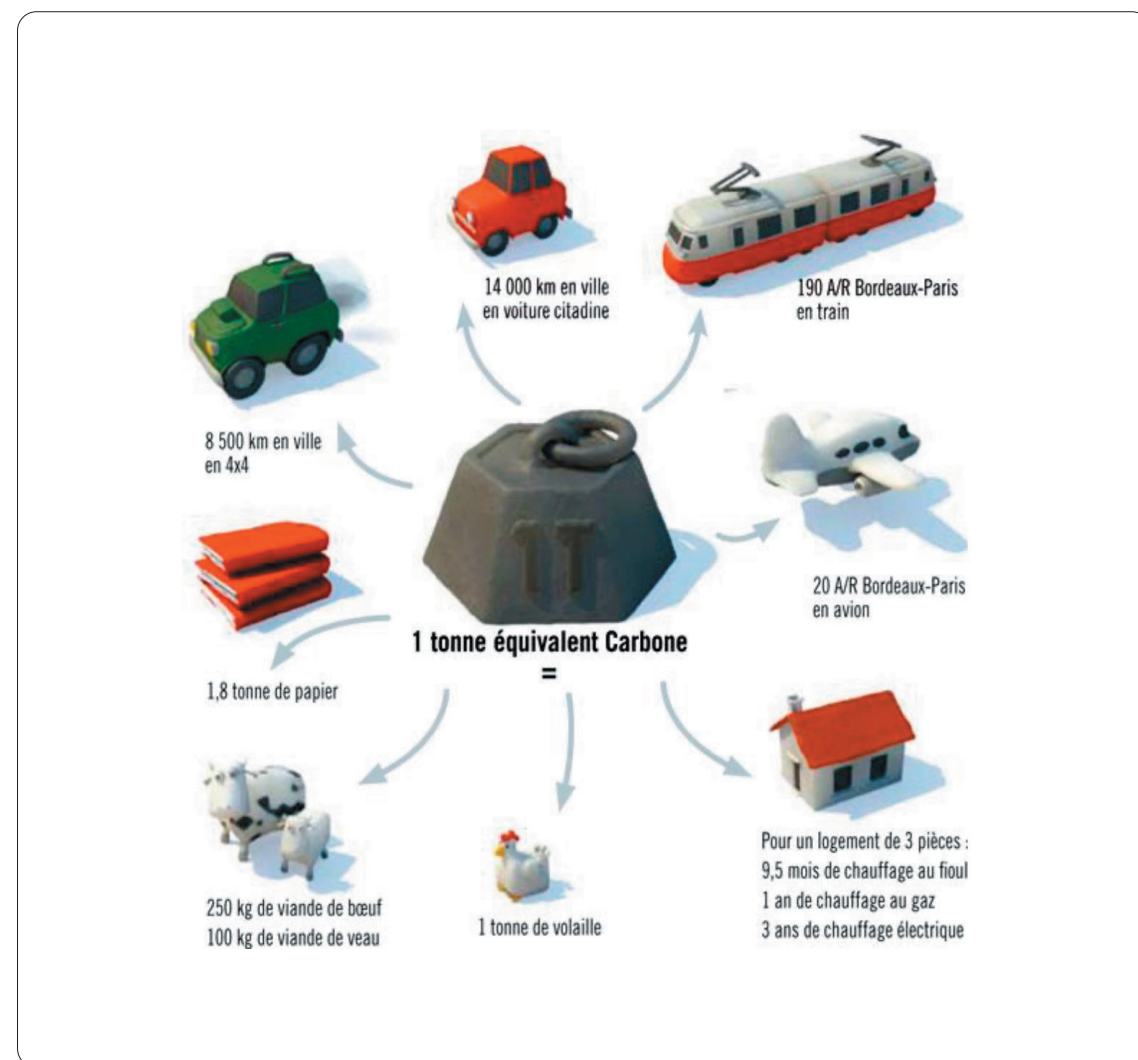 14 000 km en ville
en voiture citadine
190 A/R Bordeaux-Paris
en train
8 500 km en ville
en 4x4
1T
20 A/R Bordeaux-Paris
en avion
1 tonne équivalent Carbone
=
1,8 tonne de papier
250 kg de viande de bœuf
100 kg de viande de veau
1 tonne de volaille
Pour un logement de 3 pièces :
9,5 mois de chauffage au fioul
1 an de chauffage au gaz
3 ans de chauffage électrique